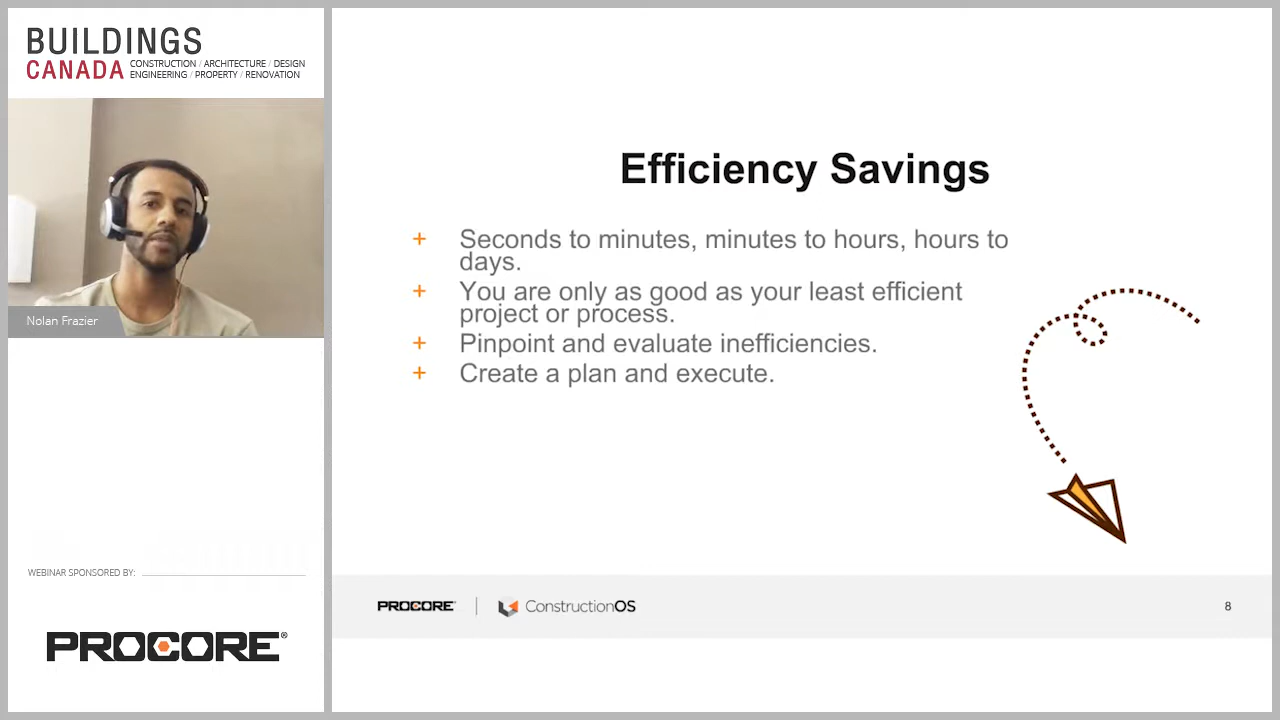 BUILDINGS
CANADA CONSTRUCTION / ARCHITECTURE / DESIGN
ENGINEERING / PROPERTY / RENOVATION
Nolan Frazier
WEBINAR SPONSORED BY:
PROCORE®
Efficiency Savings
+ Seconds to minutes, minutes to hours, hours to
days.
+ You are only as good as your least efficient
project or process.
+ Pinpoint and evaluate inefficiencies.
+ Create a plan and execute.
PROCORE | ConstructionOS
8